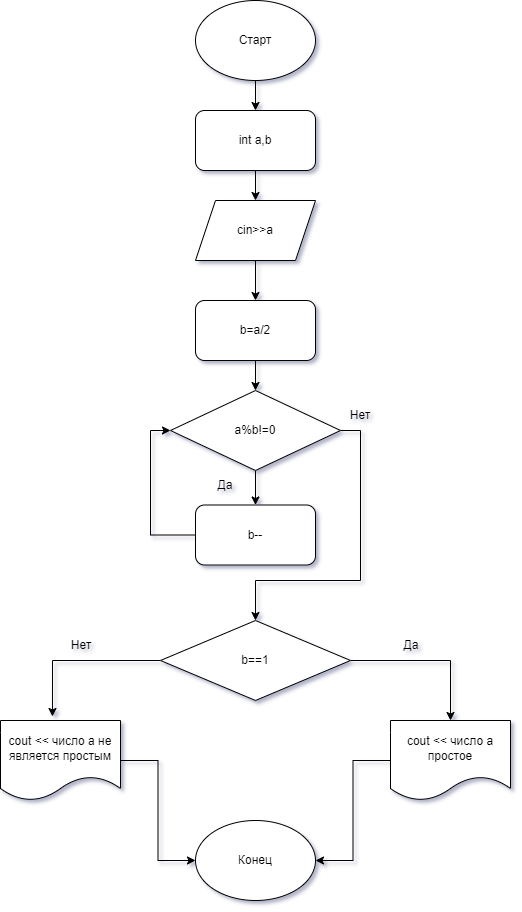 Старт
int a,b
cin>>a
b=a/2
a%b!=0
Нет
Да
b--
b==1
Нет
Да
cout << число a не
является простым
cout << число a
простое
Конец